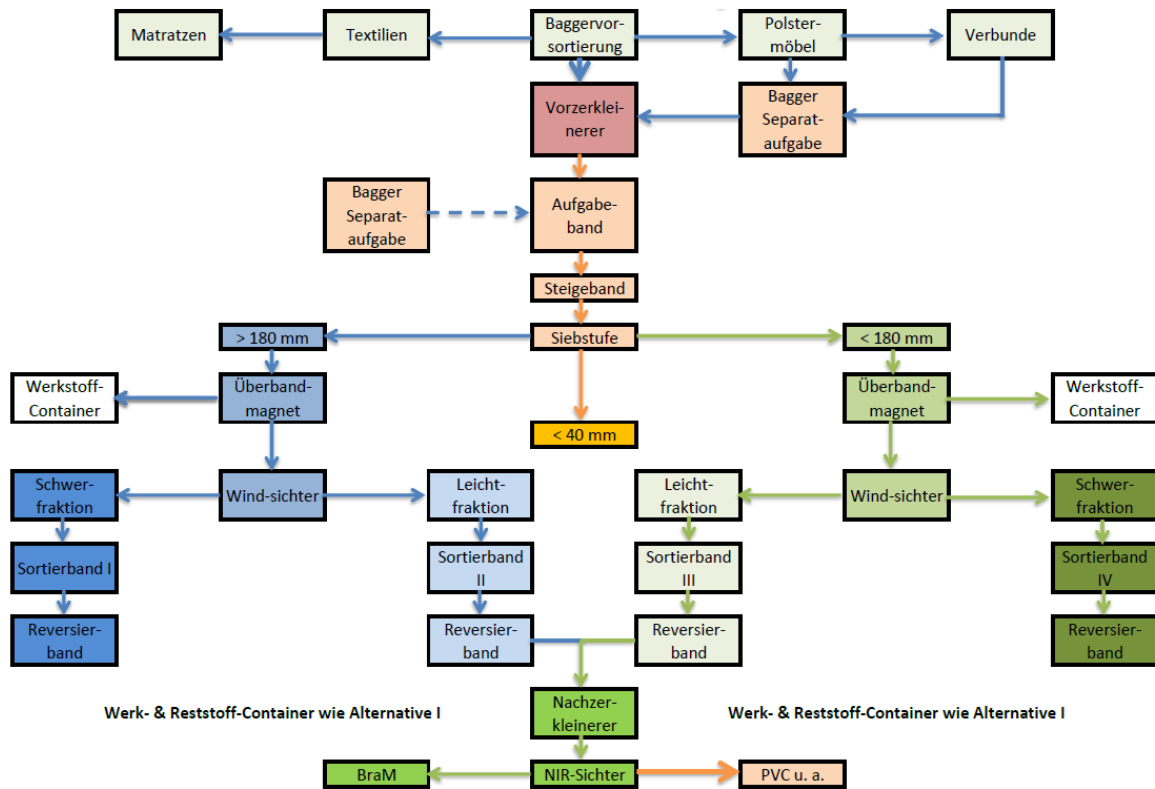 Matratzen
Textilien
Baggervor-
sortierung
Polster-
möbel
Verbunde
Vorzerklei-
nerer
Bagger
Separat-
aufgabe
Bagger
Separat-
aufgabe
Aufgabe-
band
Steigeband
> 180 mm
Siebstufe
< 180 mm
Werkstoff-
Container
Überband-
magnet
< 40 mm
Überband-
magnet
Werkstoff-
Container
Schwer-
fraktion
Wind-sichter
Leicht-
fraktion
Leicht-
fraktion
Wind-sichter
Schwer-
fraktion
Sortierband I
Sortierband
II
Sortierband
III
Sortierband
IV
Reversier-
band
Reversier-
band
Reversier-
band
Reversier-
band
Werk- & Reststoff-Container wie Alternative I
Nachzer-
kleinerer
Werk- & Reststoff-Container wie Alternative I
BraM
NIR-Sichter
PVC u. a.